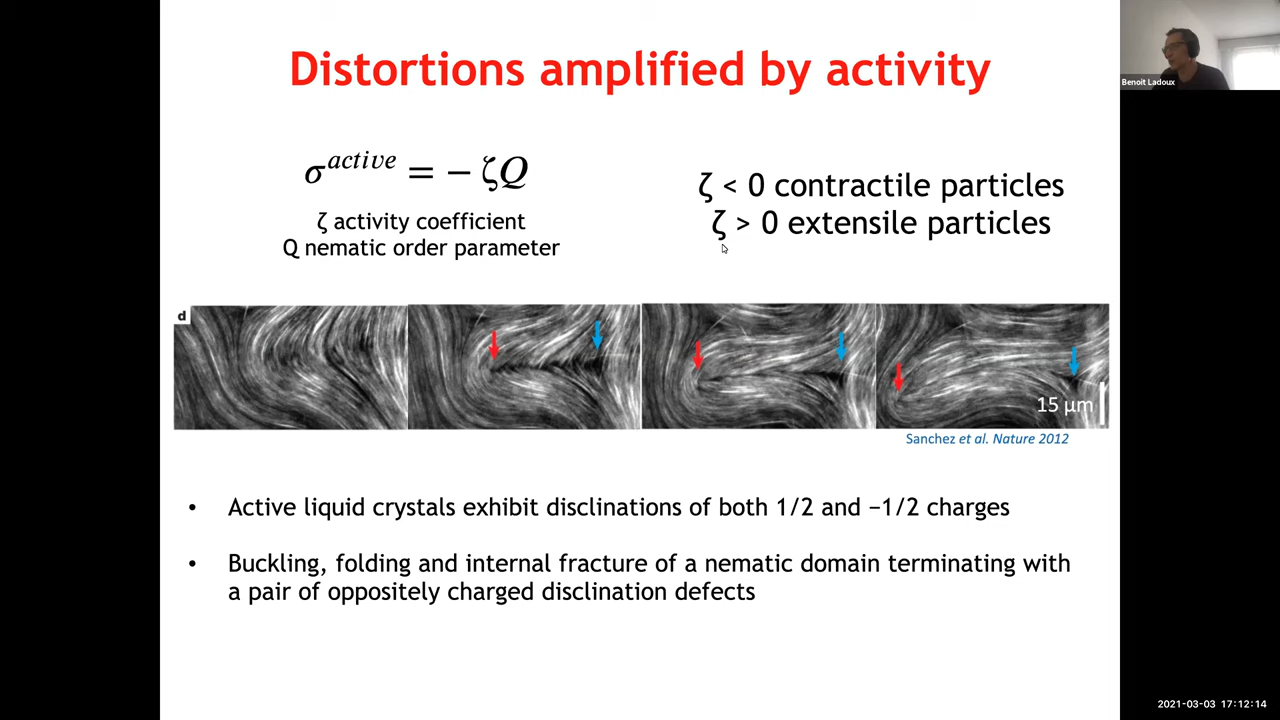 Distortions amplified by activity
Benoit Ladoux
σ^{active} = − ζQ
ζ activity coefficient
Q nematic order parameter
ζ < 0 contractile particles
ζ > 0 extensile particles
d
15 μm
Sanchez et al. Nature 2012
• Active liquid crystals exhibit disclinations of both 1/2 and −1/2 charges
• Buckling, folding and internal fracture of a nematic domain terminating with
a pair of oppositely charged disclination defects
2021-03-03 17:12:14